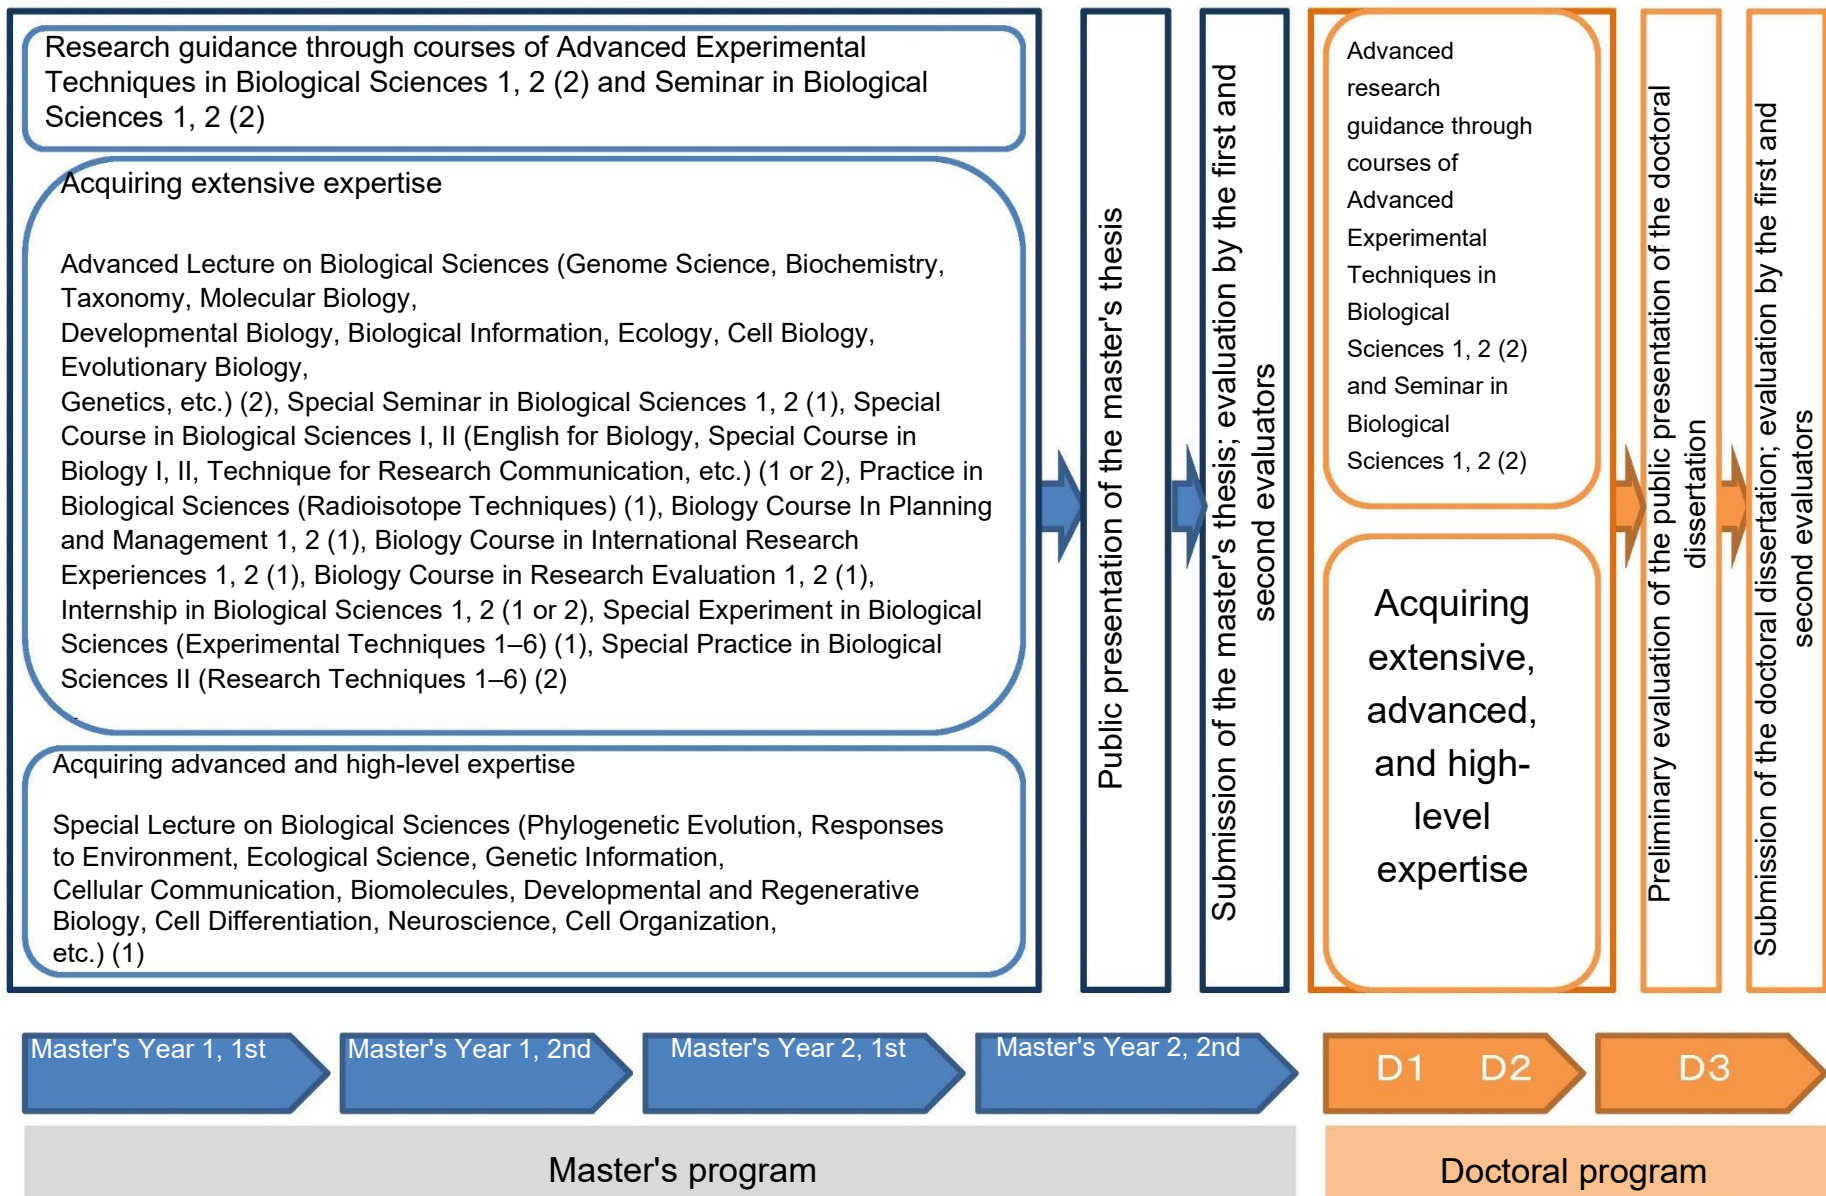 Research guidance through courses of Advanced Experimental
Techniques in Biological Sciences 1, 2 (2) and Seminar in Biological
Sciences 1, 2 (2)
Acquiring extensive expertise
Advanced Lecture on Biological Sciences (Genome Science, Biochemistry,
Taxonomy, Molecular Biology,
Developmental Biology, Biological Information, Ecology, Cell Biology,
Evolutionary Biology,
Genetics, etc.) (2), Special Seminar in Biological Sciences 1, 2 (1), Special
Course in Biological Sciences I, II (English for Biology, Special Course in
Biology I, II, Technique for Research Communication, etc.) (1 or 2), Practice in
Biological Sciences (Radioisotope Techniques) (1), Biology Course In Planning
and Management 1, 2 (1), Biology Course in International Research
Experiences 1, 2 (1), Biology Course in Research Evaluation 1, 2 (1),
Internship in Biological Sciences 1, 2 (1 or 2), Special Experiment in Biological
Sciences (Experimental Techniques 1–6) (1), Special Practice in Biological
Sciences II (Research Techniques 1–6) (2)
Acquiring advanced and high-level expertise
Special Lecture on Biological Sciences (Phylogenetic Evolution, Responses
to Environment, Ecological Science, Genetic Information,
Cellular Communication, Biomolecules, Developmental and Regenerative
Biology, Cell Differentiation, Neuroscience, Cell Organization,
etc.) (1)
Public presentation of the master's thesis
Submission of the master's thesis; evaluation by the first and
second evaluators
Advanced
research
guidance through
courses of
Advanced
Experimental
Techniques in
Biological
Sciences 1, 2 (2)
and Seminar in
Biological
Sciences 1, 2 (2)
Acquiring
extensive,
advanced,
and high-
level
expertise
Preliminary evaluation of the public presentation of the doctoral
dissertation
Submission of the doctoral dissertation; evaluation by the first and
second evaluators
Master's Year 1, 1st
Master's Year 1, 2nd
Master's Year 2, 1st
Master's Year 2, 2nd
D1 D2
D3
Master's program
Doctoral program